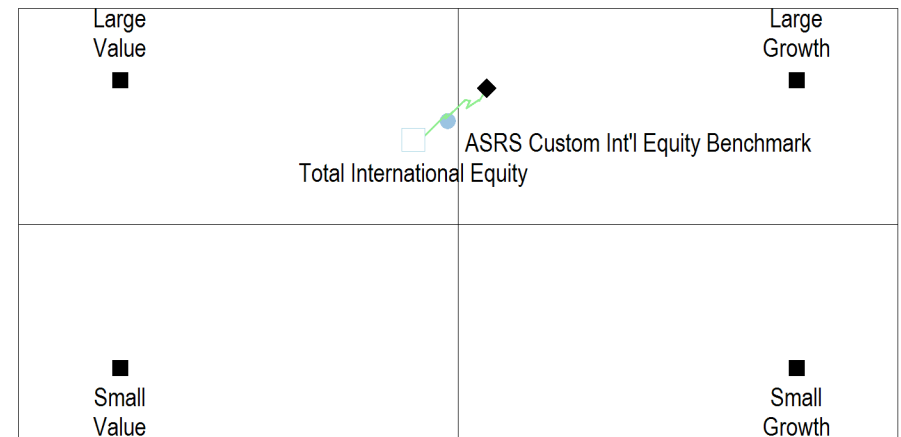 Large
Value
Large
Growth
ASRS Custom Int'l Equity Benchmark
Total International Equity
Small
Value
Small
Growth